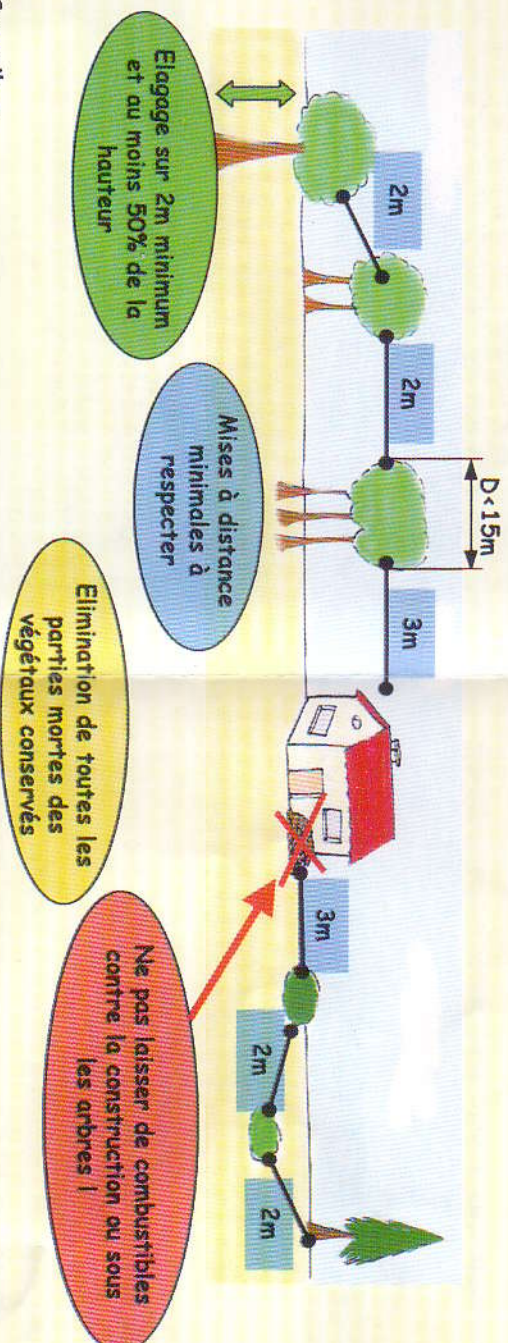 2m
2m
D<15m
3m
3m
2m
2m
Elagage sur 2m minimum
et au moins 50% de la
hauteur
Mises à distance
minimales à
respecter
Elimination de toutes les
parties mortes des
végétaux conservés
Ne pas laisser de combustibles
contre la construction ou sous
les arbres !